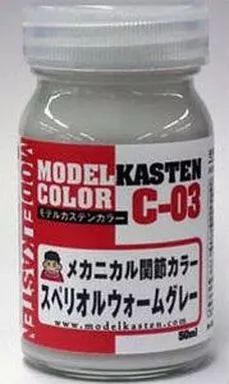 MODELKASTEN
MODEL KASTEN
COLOR C-03
モデルカステンカラー
メカニカル関節カラー
スペリオルウォームグレー
www.modelkasten.com
50ml